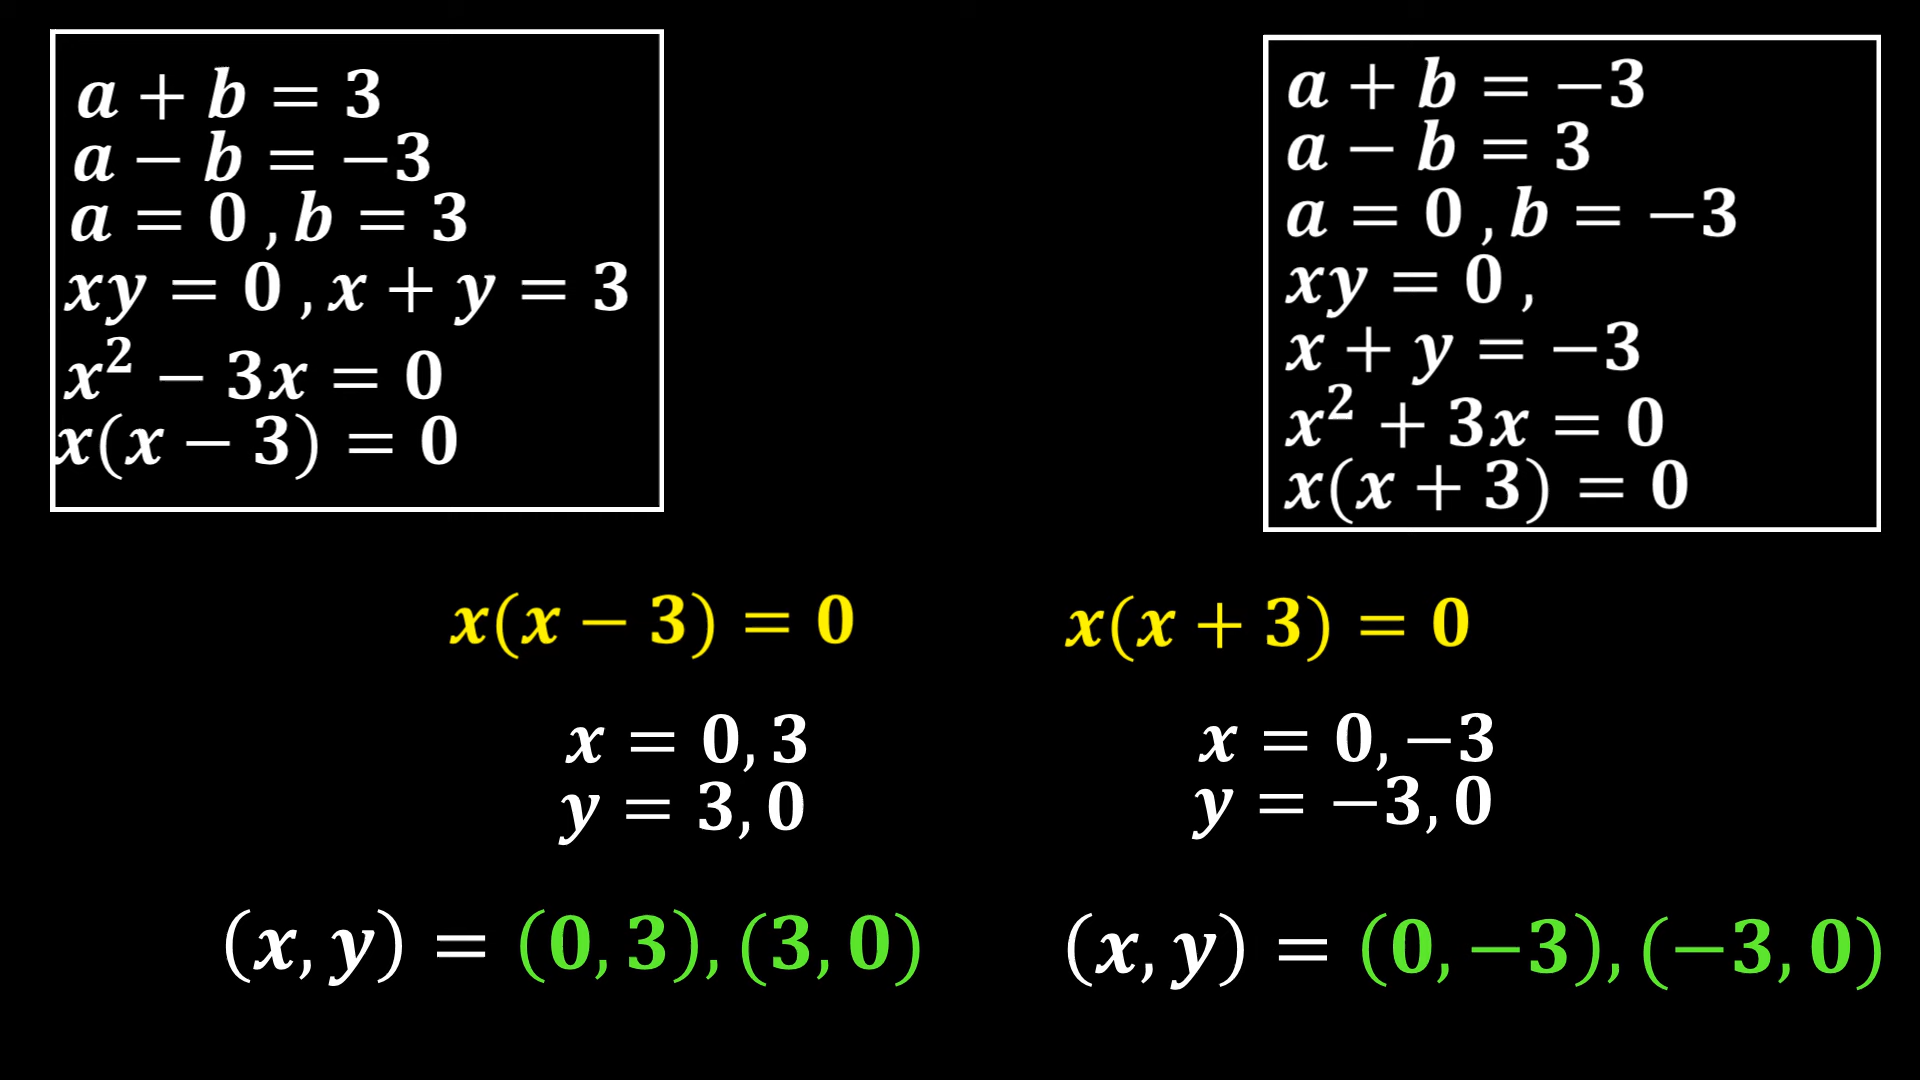 a + b = 3
a − b = −3
a = 0 , b = 3
xy = 0 , x + y = 3
x² − 3x = 0
x(x − 3) = 0
a + b = −3
a − b = 3
a = 0 , b = −3
xy = 0 ,
x + y = −3
x² + 3x = 0
x(x + 3) = 0
x(x − 3) = 0
x = 0, 3
y = 3, 0
(x, y) = (0, 3), (3, 0)
x(x + 3) = 0
x = 0, −3
y = −3, 0
(x, y) = (0, −3), (−3, 0)